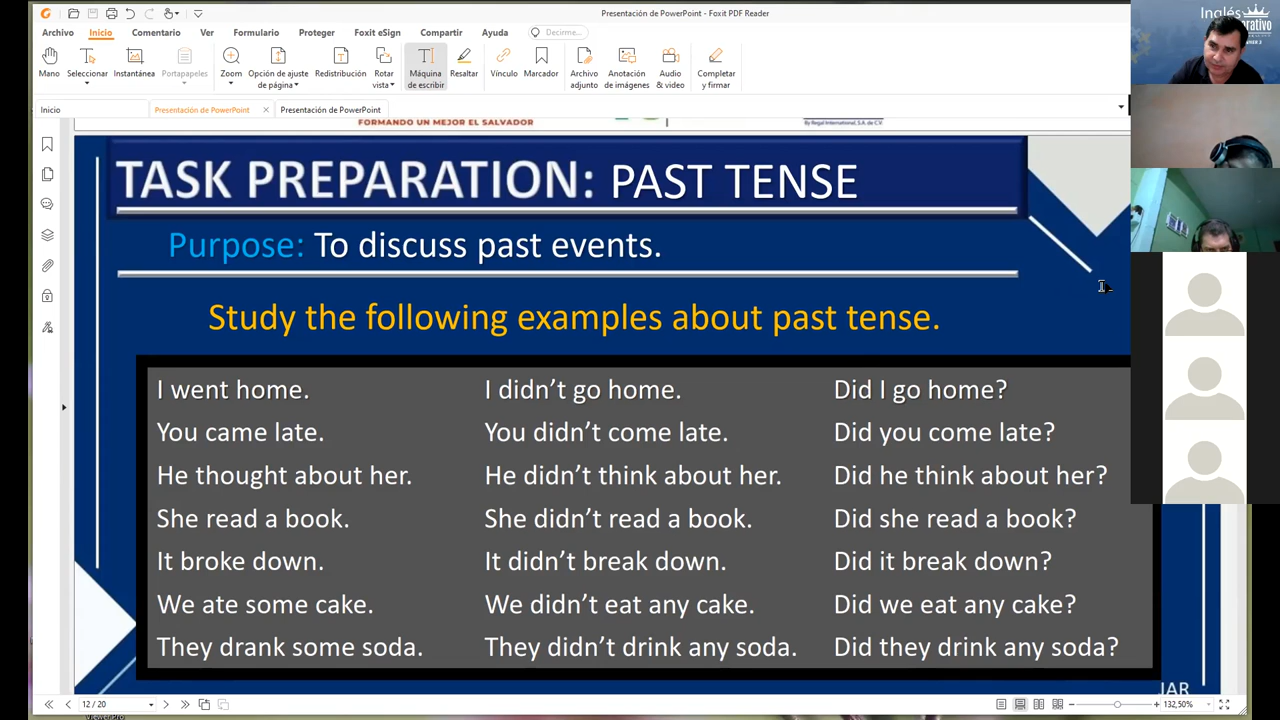 Presentación de PowerPoint - Foxit PDF Reader
Archivo Inicio Comentario Ver Formulario Proteger Foxit eSign Compartir Ayuda Decirme...
Mano Seleccionar Instantánea Portapapeles Zoom Opción de ajuste de página Redistribución Rotar vista Máquina de escribir Resaltar Vínculo Marcador Archivo adjunto Anotación de imágenes Audio & video Completar y firmar
Inicio Presentación de PowerPoint Presentación de PowerPoint
FORMANDO UN MEJOR EL SALVADOR
TASK PREPARATION: PAST TENSE
Purpose: To discuss past events.
Study the following examples about past tense.
I went home. I didn’t go home. Did I go home?
You came late. You didn’t come late. Did you come late?
He thought about her. He didn’t think about her. Did he think about her?
She read a book. She didn’t read a book. Did she read a book?
It broke down. It didn’t break down. Did it break down?
We ate some cake. We didn’t eat any cake. Did we eat any cake?
They drank some soda. They didn’t drink any soda. Did they drink any soda?
12 / 20
132,50%
Inglés